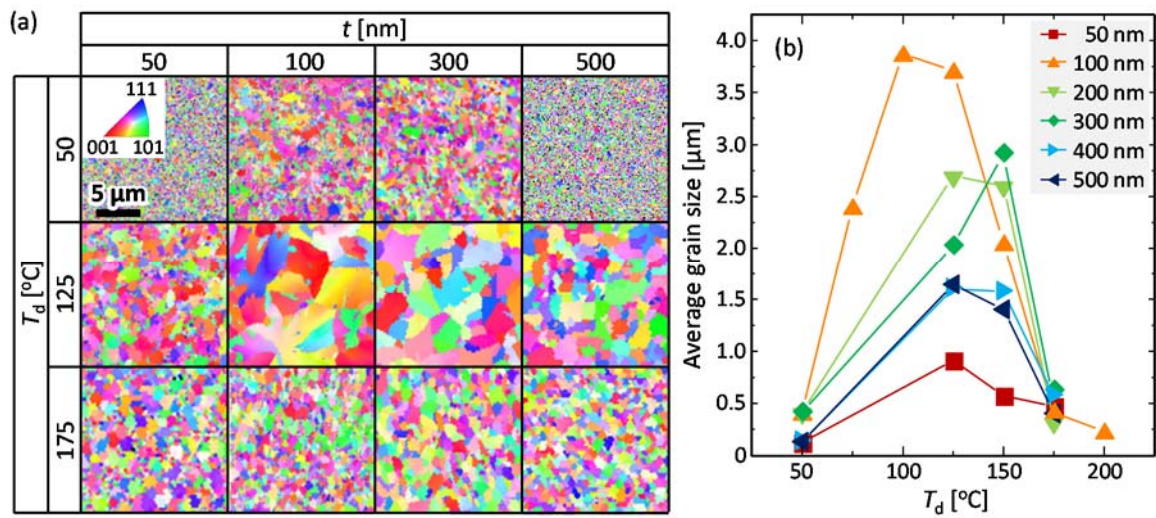 (a)
t [nm]
50 100 300 500
T_d [°C]
50
125
175
111
001 101
5 μm
(b)
Average grain size [μm]
4.0
3.5
3.0
2.5
2.0
1.5
1.0
0.5
0
50 100 150 200
T_d [°C]
50 nm
100 nm
200 nm
300 nm
400 nm
500 nm